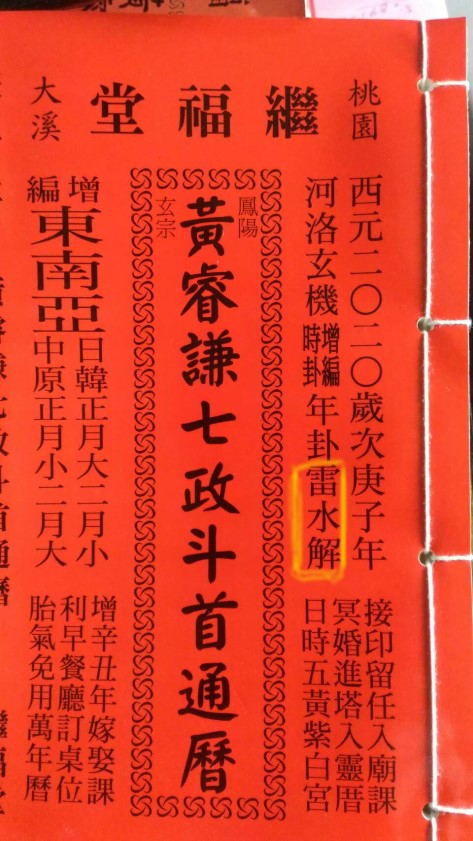 桃園
繼福堂
大溪
西元二〇二〇歲次庚子年
接印留任入廟課
冥婚進塔入靈厝
日時五黃紫白宮
河洛玄機
增編
時卦
年卦雷水解
鳳陽
玄宗
黃睿謙七政斗首通曆
增編
東南亞
日韓正月大二月小
中原正月小二月大
增辛丑年嫁娶課
利早餐廳訂桌位
胎氣免用萬年曆